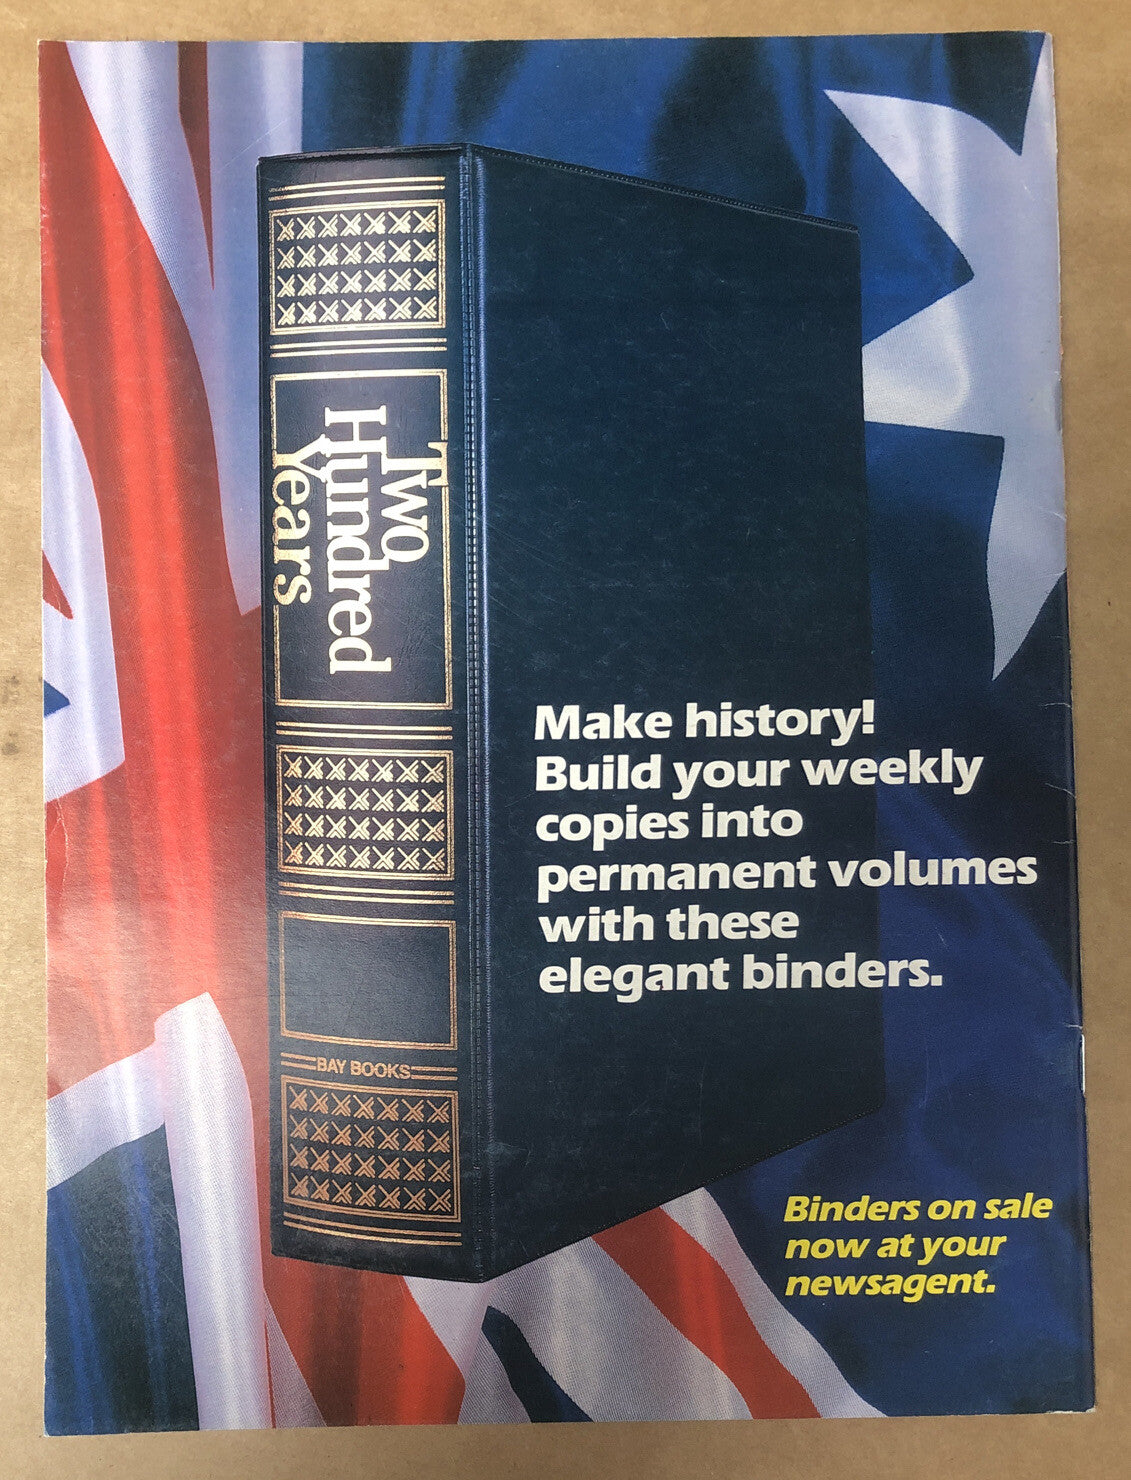 Two
Hundred
Years
BAY BOOKS
Make history!
Build your weekly
copies into
permanent volumes
with these
elegant binders.
Binders on sale
now at your
newsagent.